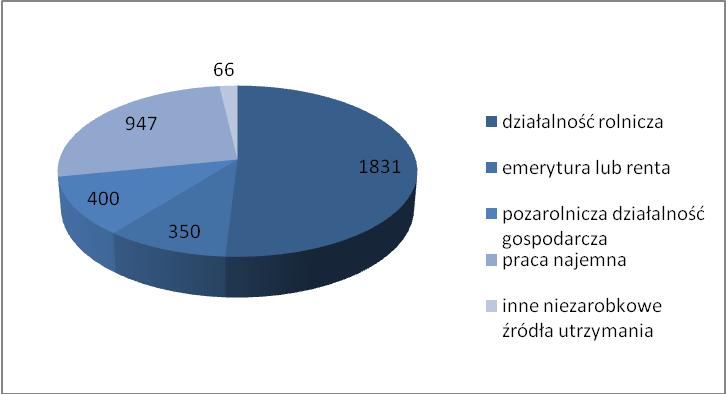 66
947
1831
400
350
działalność rolnicza
emerytura lub renta
pozarolnicza działalność
gospodarcza
praca najemna
inne niezarobkowe
źródła utrzymania